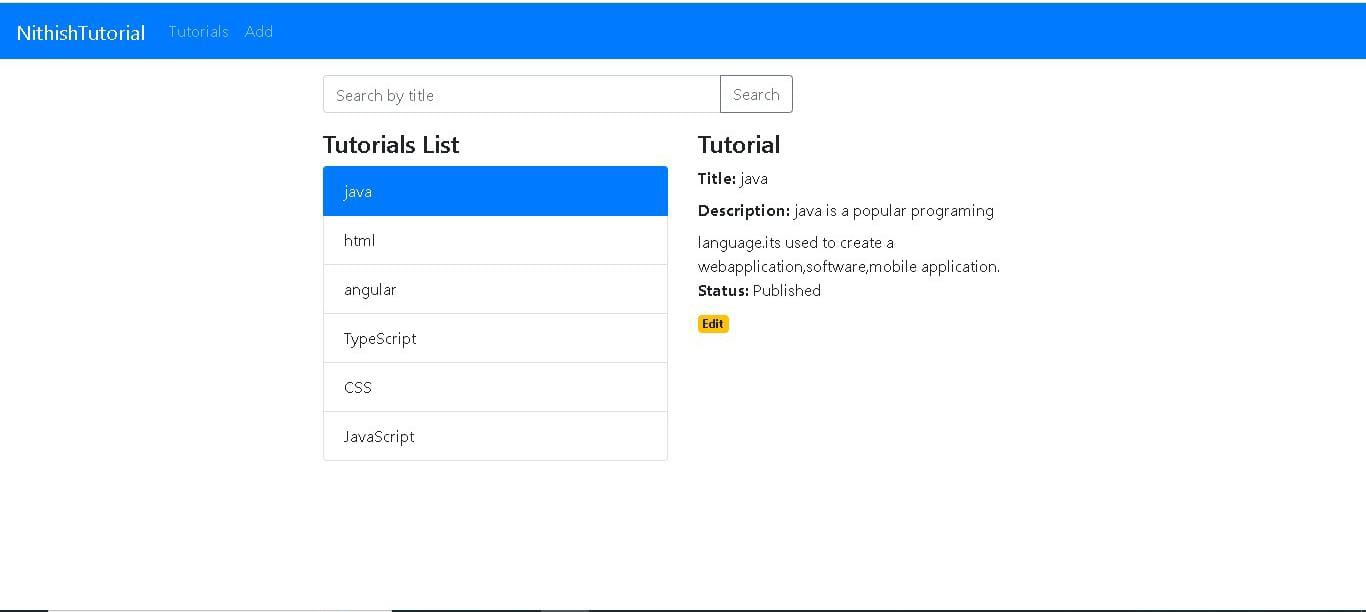 NithishTutorial Tutorials Add
Search by title Search
Tutorials List
java
html
angular
TypeScript
CSS
JavaScript
Tutorial
Title: java
Description: java is a popular programing
language.its used to create a
webapplication,software,mobile application.
Status: Published
Edit